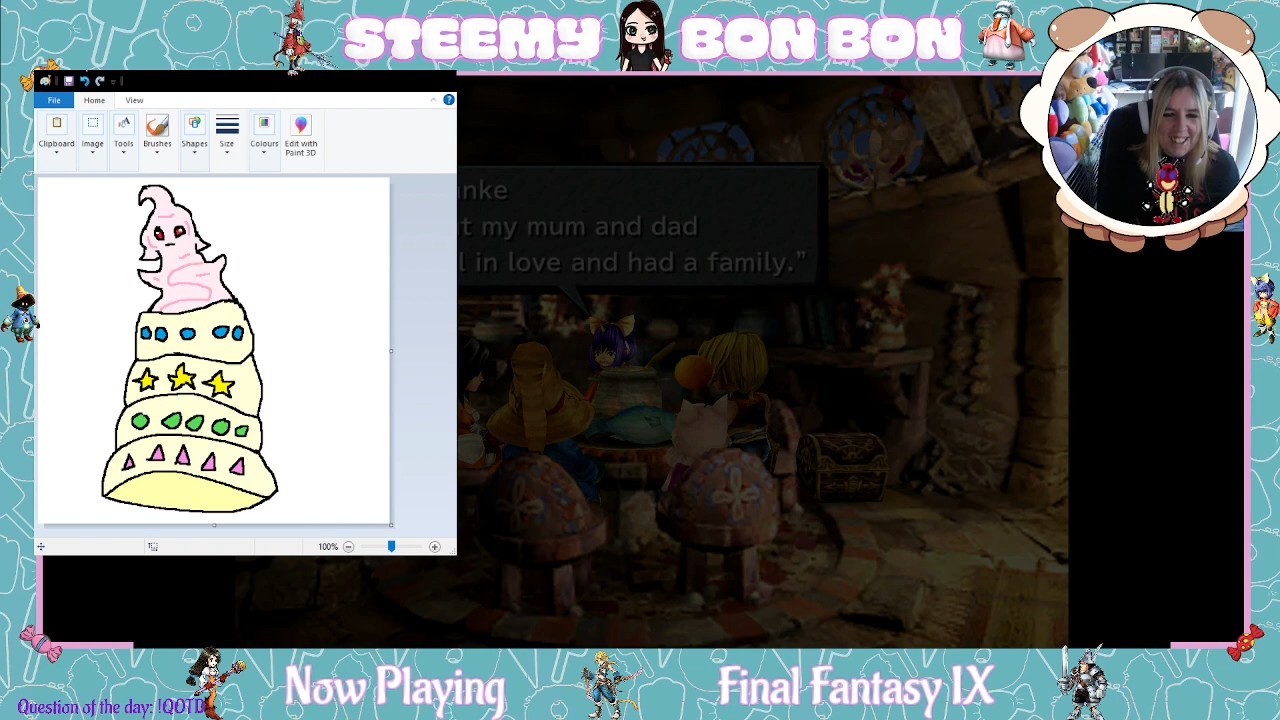 STEEMY BON BON
File Home View
Clipboard Image Tools Brushes Shapes Size Colours Edit with
Paint 3D
nke
t my mum and dad
l in love and had a family.”
100%
Now Playing Final Fantasy IX
Question of the day: !QOTD